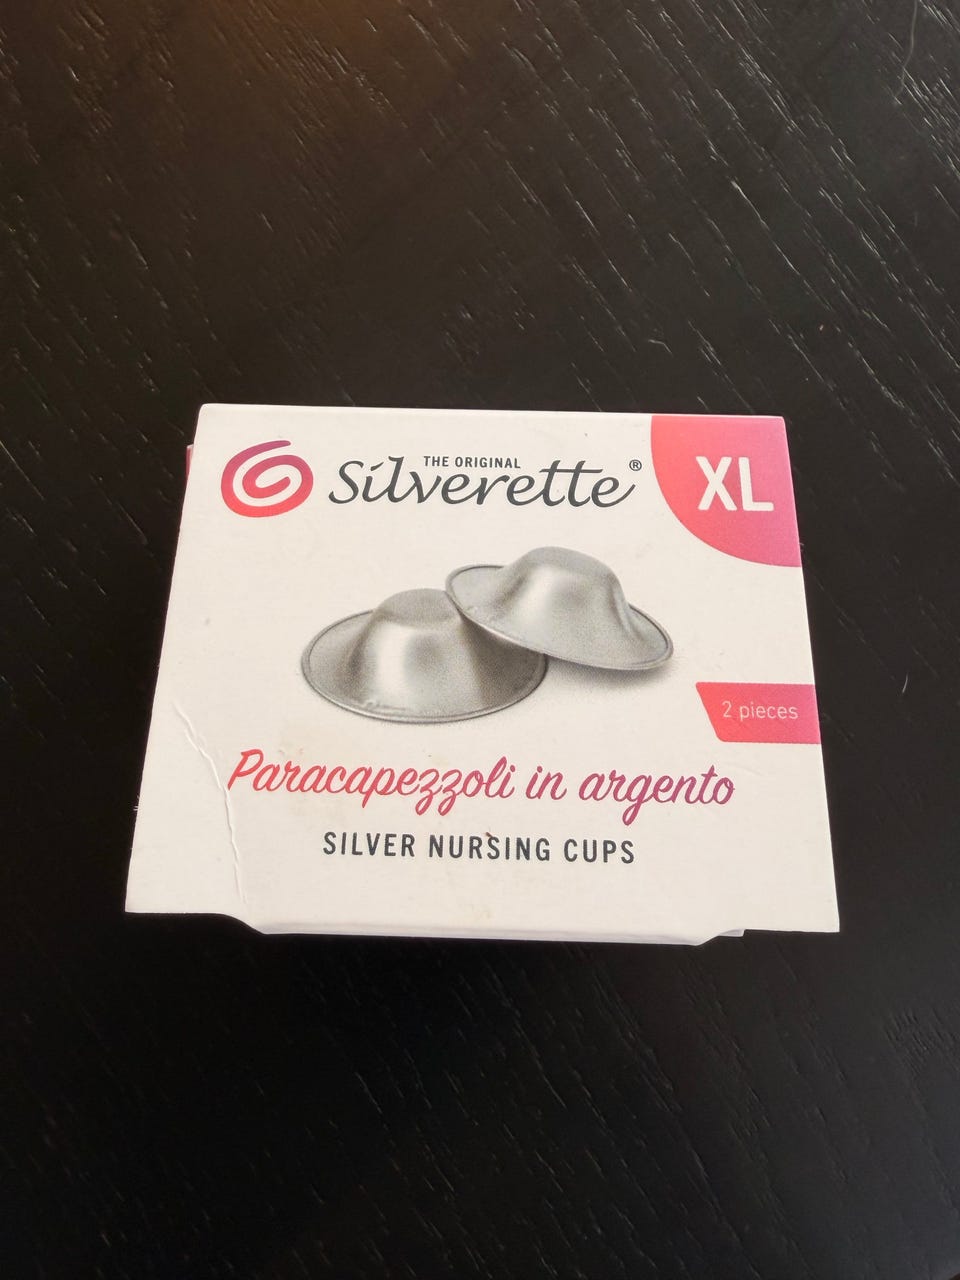 THE ORIGINAL
Silverette®
XL
2 pieces
Paracapezzoli in argento
SILVER NURSING CUPS